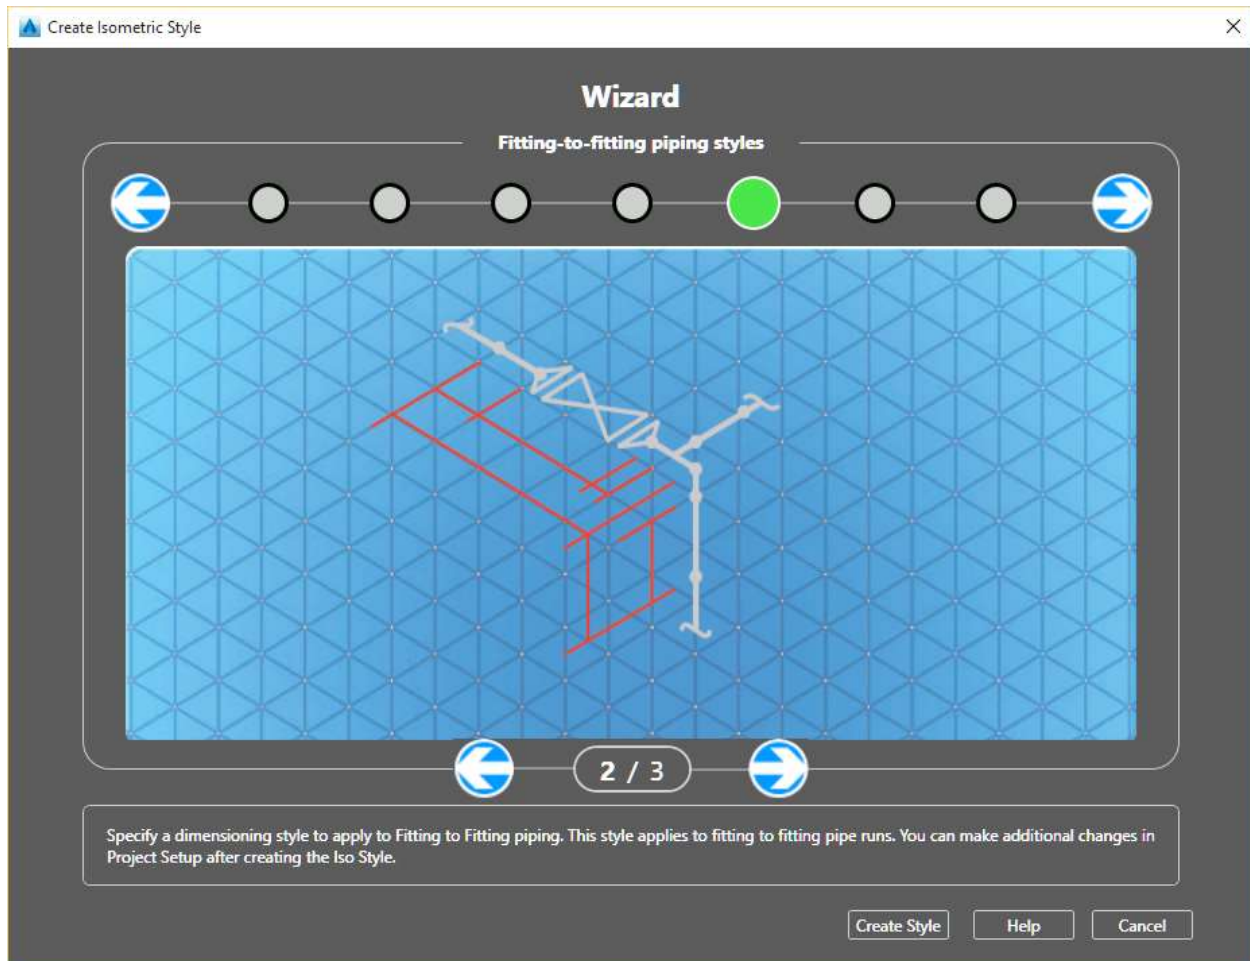 Create Isometric Style
Wizard
Fitting-to-fitting piping styles
2 / 3
Specify a dimensioning style to apply to Fitting to Fitting piping. This style applies to fitting to fitting pipe runs. You can make additional changes in
Project Setup after creating the Iso Style.
Create Style Help Cancel